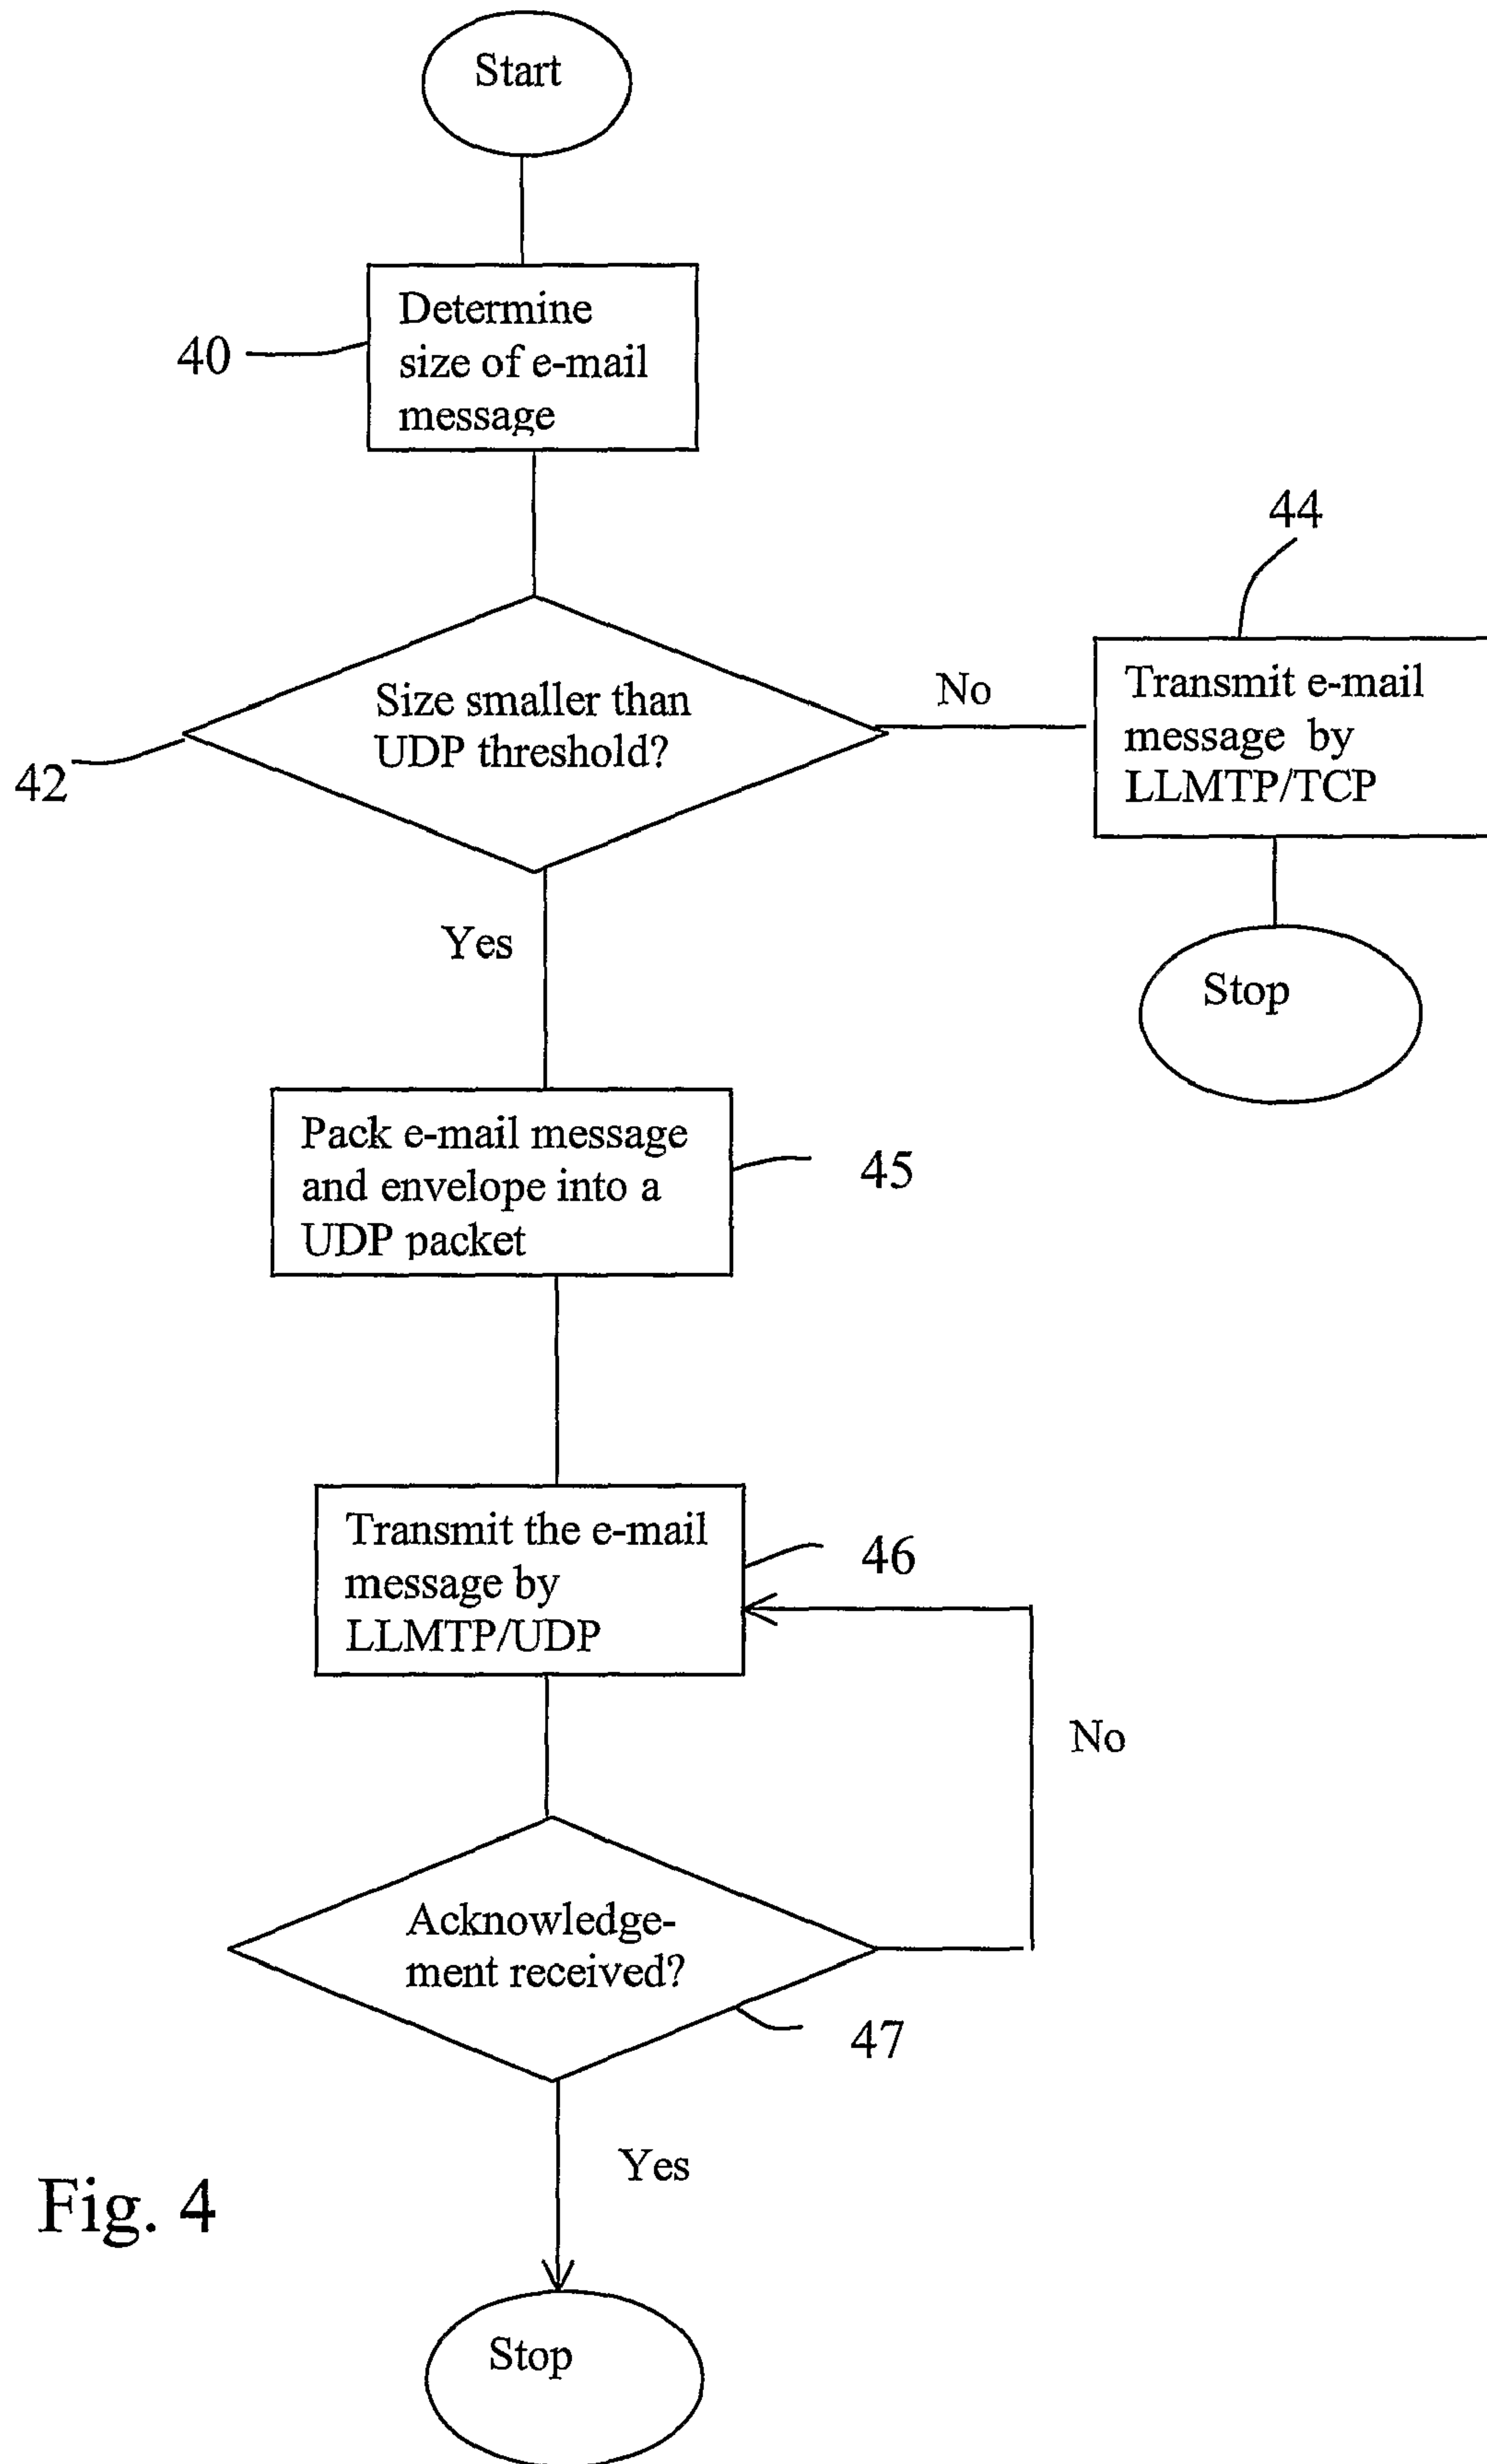 Start
Determine
size of e-mail
message
40
44
Size smaller than
UDP threshold?
42
No
Transmit e-mail
message by
LLMTP/TCP
Yes
Stop
Pack e-mail message
and envelope into a
UDP packet
45
Transmit the e-mail
message by
LLMTP/UDP
46
No
Acknowledge-
ment received?
47
Yes
Fig. 4
Stop